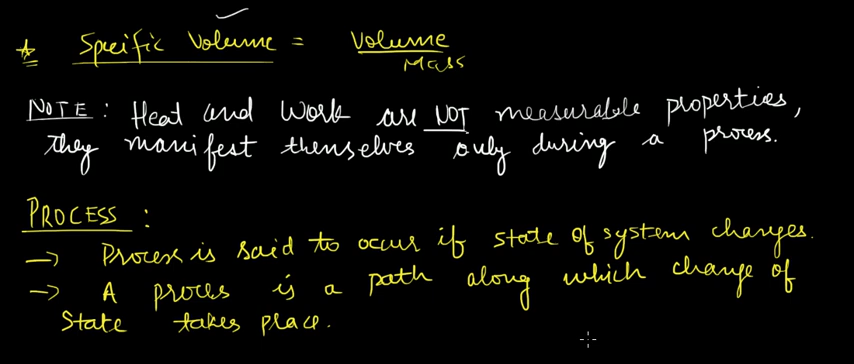 * Specific Volume = Volume / Mass
NOTE: Heat and work are NOT measurable properties,
they manifest themselves only during a process.
PROCESS:
→ Process is said to occur if state of system changes.
→ A proces is a path along which change of
State takes place.